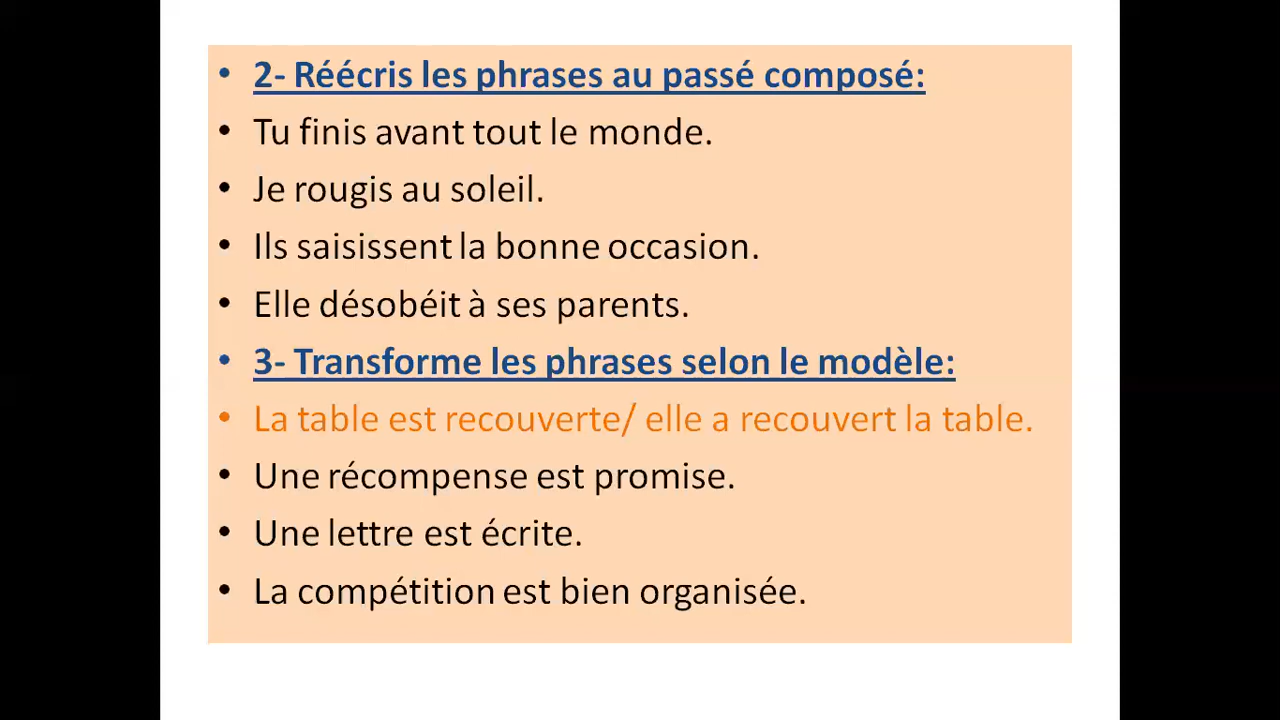 • 2- Réécris les phrases au passé composé:
• Tu finis avant tout le monde.
• Je rougis au soleil.
• Ils saisissent la bonne occasion.
• Elle désobéit à ses parents.
• 3- Transforme les phrases selon le modèle:
• La table est recouverte/ elle a recouvert la table.
• Une récompense est promise.
• Une lettre est écrite.
• La compétition est bien organisée.